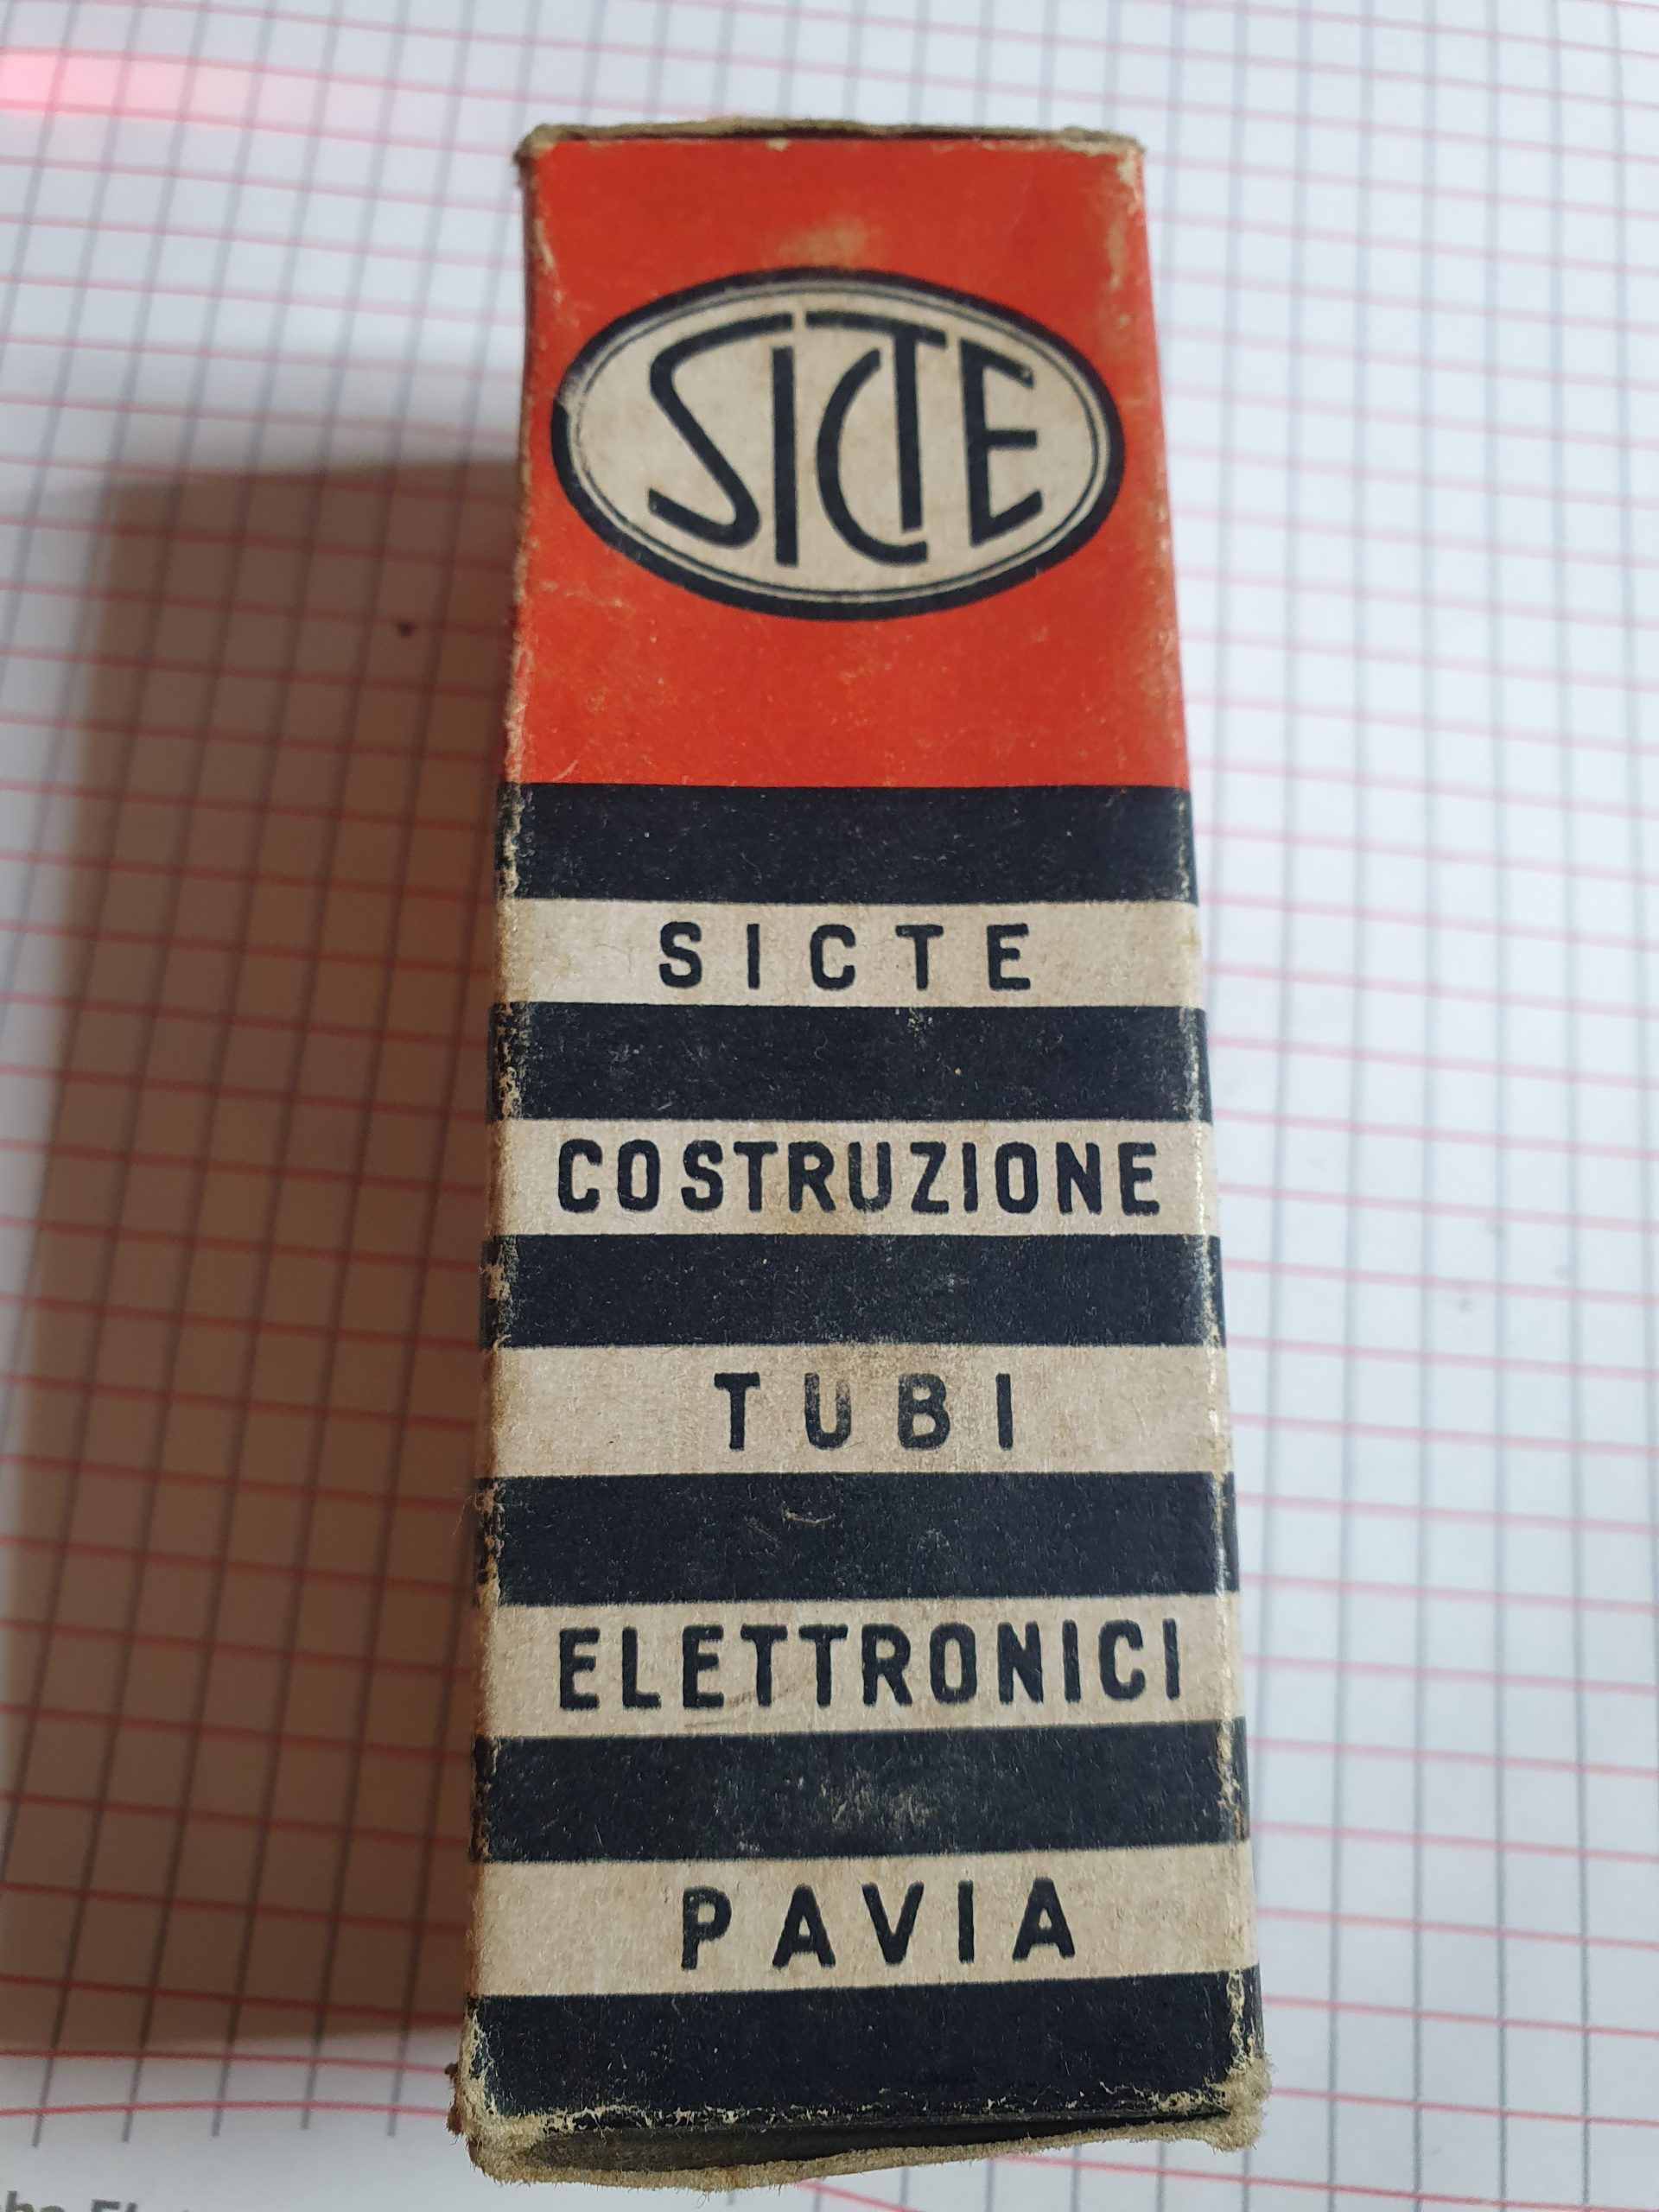 SICTE
SICTE
COSTRUZIONE
TUBI
ELETTRONICI
PAVIA